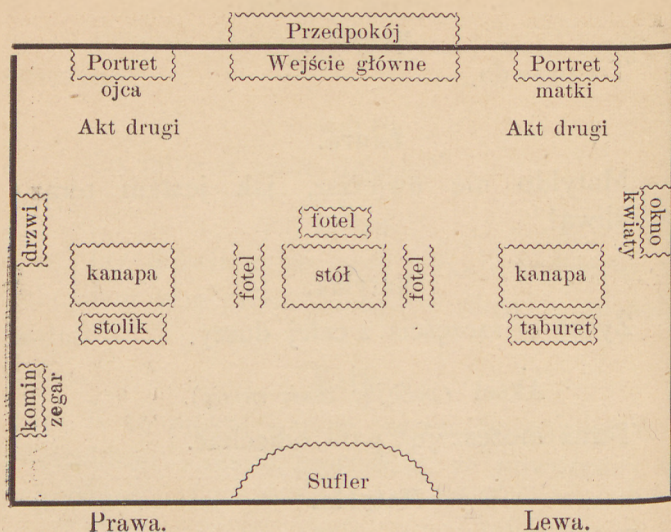 Przedpokój
Portret
ojca
Akt drugi
Wejście główne
Portret
matki
Akt drugi
drzwi
fotel
kwiaty
okno
kanapa
fotel
stół
fotel
kanapa
stolik
taburet
komin
zegar
Sufler
Prawa.
Lewa.